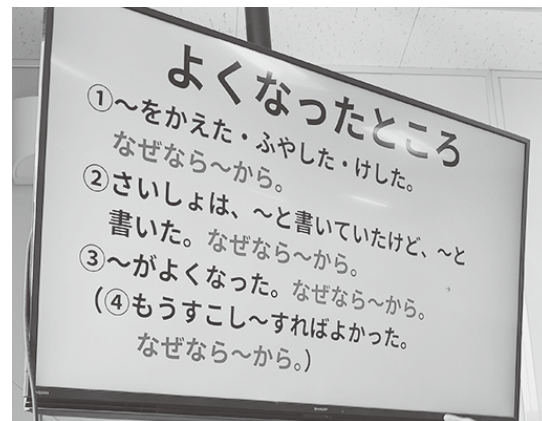 よくなったところ
①～をかえた・ふやした・けした。
なぜなら～から。
②さいしょは、～と書いていたけど、～と
書いた。なぜなら～から。
③～がよくなった。なぜなら～から。
(④もうすこし～すればよかった。
なぜなら～から。)
SHARP